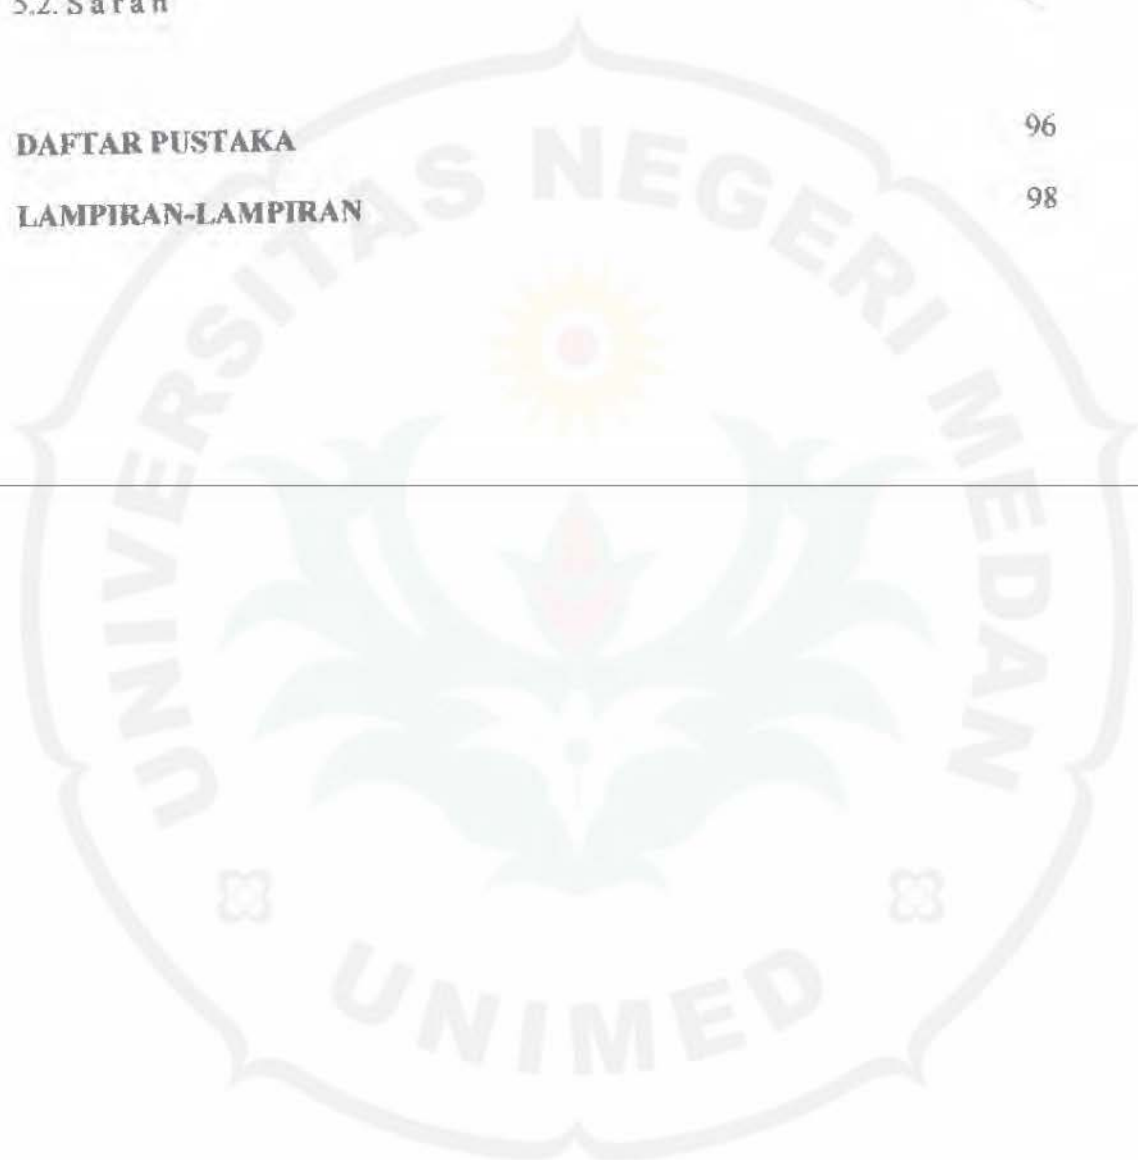 5.2. S a r a n
DAFTAR PUSTAKA 96
LAMPIRAN-LAMPIRAN 98
UNIVERSITAS NEGERI MEDAN
UNIMED